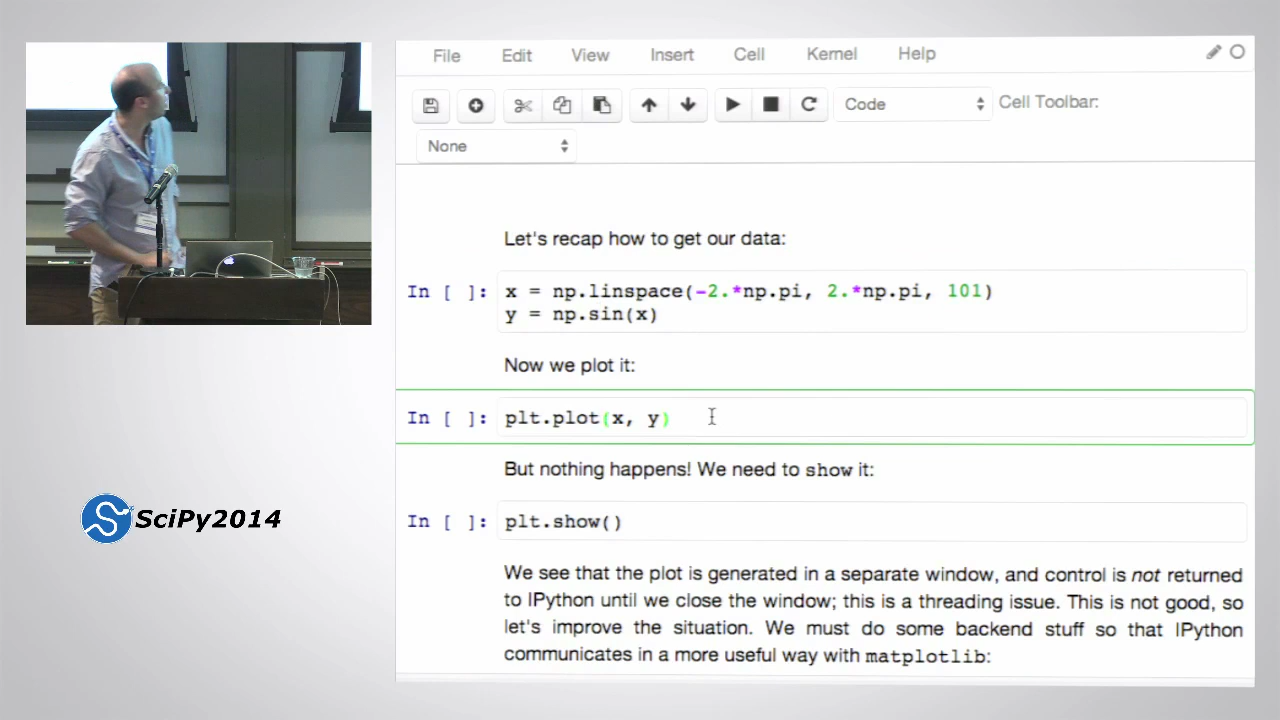 File Edit View Insert Cell Kernel Help
Code Cell Toolbar:
None
Let's recap how to get our data:
In [ ]: x = np.linspace(-2.*np.pi, 2.*np.pi, 101)
y = np.sin(x)
Now we plot it:
In [ ]: plt.plot(x, y)
But nothing happens! We need to show it:
In [ ]: plt.show()
We see that the plot is generated in a separate window, and control is not returned
to IPython until we close the window; this is a threading issue. This is not good, so
let's improve the situation. We must do some backend stuff so that IPython
communicates in a more useful way with matplotlib:
SciPy2014